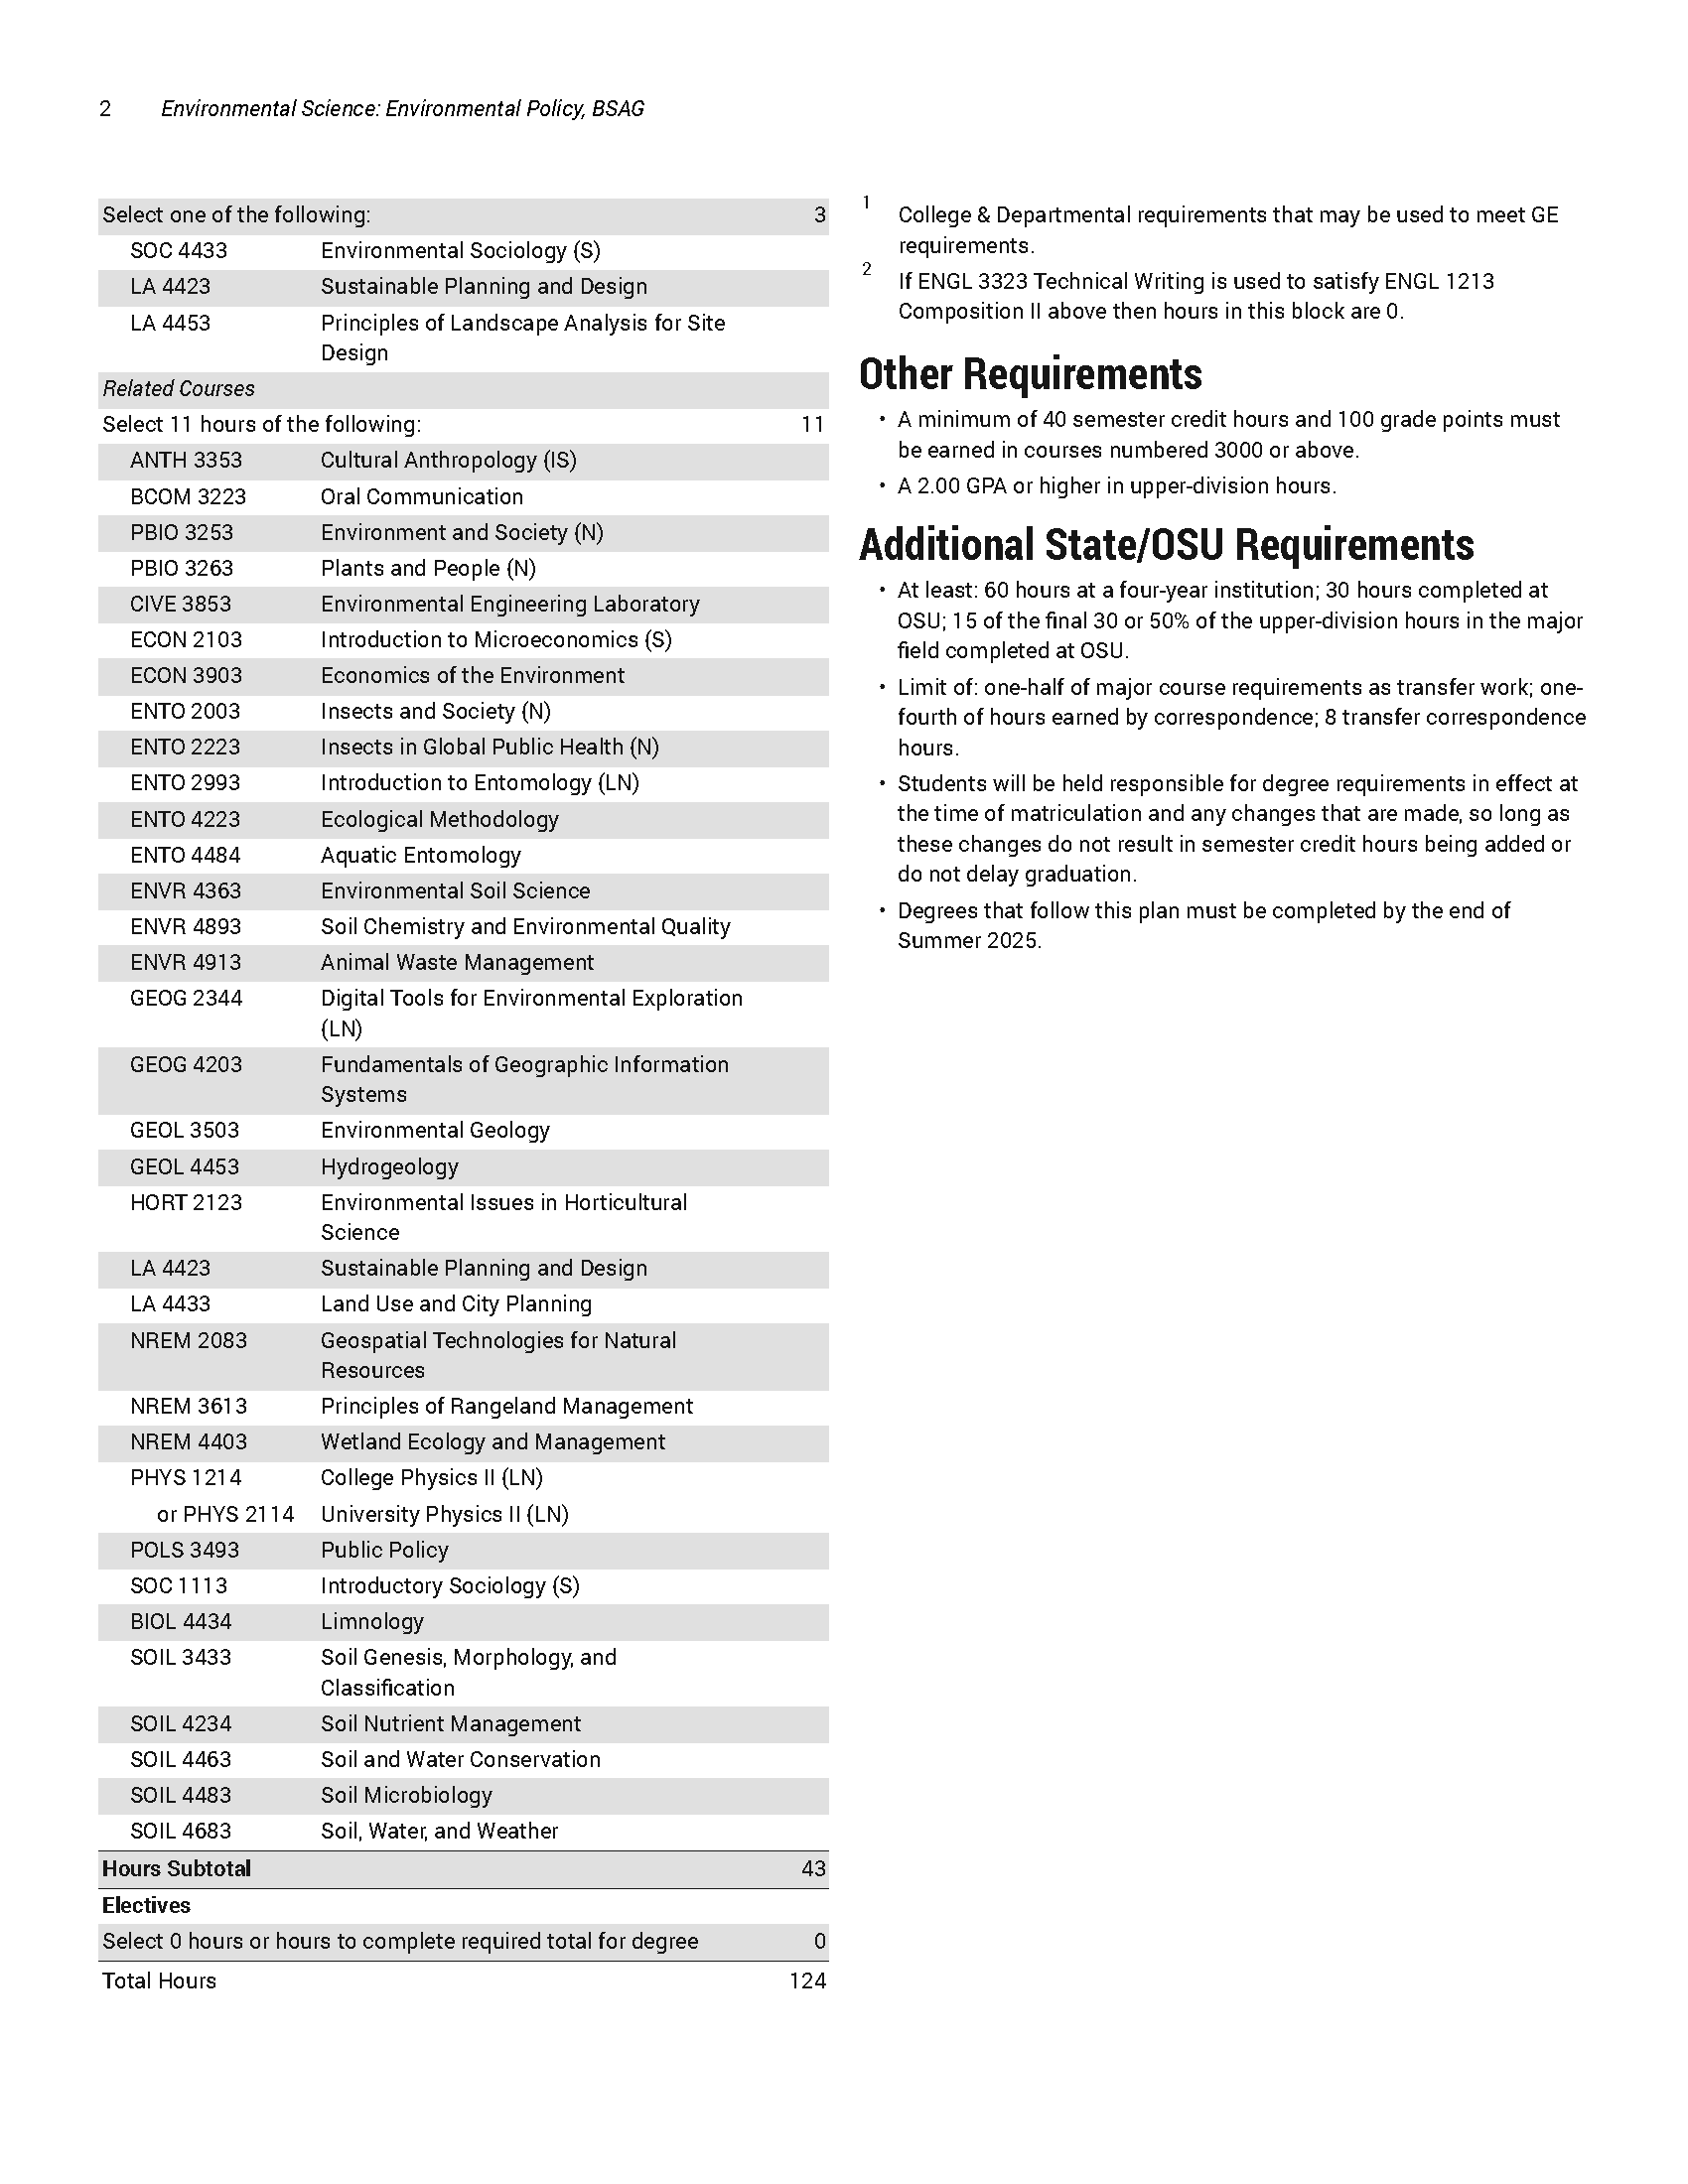 2 Environmental Science: Environmental Policy, BSAG
Select one of the following: 3
SOC 4433 Environmental Sociology (S)
LA 4423 Sustainable Planning and Design
LA 4453 Principles of Landscape Analysis for Site
Design
Related Courses
Select 11 hours of the following: 11
ANTH 3353 Cultural Anthropology (IS)
BCOM 3223 Oral Communication
PBIO 3253 Environment and Society (N)
PBIO 3263 Plants and People (N)
CIVE 3853 Environmental Engineering Laboratory
ECON 2103 Introduction to Microeconomics (S)
ECON 3903 Economics of the Environment
ENTO 2003 Insects and Society (N)
ENTO 2223 Insects in Global Public Health (N)
ENTO 2993 Introduction to Entomology (LN)
ENTO 4223 Ecological Methodology
ENTO 4484 Aquatic Entomology
ENVR 4363 Environmental Soil Science
ENVR 4893 Soil Chemistry and Environmental Quality
ENVR 4913 Animal Waste Management
GEOG 2344 Digital Tools for Environmental Exploration
(LN)
GEOG 4203 Fundamentals of Geographic Information
Systems
GEOL 3503 Environmental Geology
GEOL 4453 Hydrogeology
HORT 2123 Environmental Issues in Horticultural
Science
LA 4423 Sustainable Planning and Design
LA 4433 Land Use and City Planning
NREM 2083 Geospatial Technologies for Natural
Resources
NREM 3613 Principles of Rangeland Management
NREM 4403 Wetland Ecology and Management
PHYS 1214 College Physics II (LN)
or PHYS 2114 University Physics II (LN)
POLS 3493 Public Policy
SOC 1113 Introductory Sociology (S)
BIOL 4434 Limnology
SOIL 3433 Soil Genesis, Morphology, and
Classification
SOIL 4234 Soil Nutrient Management
SOIL 4463 Soil and Water Conservation
SOIL 4483 Soil Microbiology
SOIL 4683 Soil, Water, and Weather
Hours Subtotal 43
Electives
Select 0 hours or hours to complete required total for degree 0
Total Hours 124
1 College & Departmental requirements that may be used to meet GE
requirements.
2 If ENGL 3323 Technical Writing is used to satisfy ENGL 1213
Composition II above then hours in this block are 0.
Other Requirements
• A minimum of 40 semester credit hours and 100 grade points must
be earned in courses numbered 3000 or above.
• A 2.00 GPA or higher in upper-division hours.
Additional State/OSU Requirements
• At least: 60 hours at a four-year institution; 30 hours completed at
OSU; 15 of the final 30 or 50% of the upper-division hours in the major
field completed at OSU.
• Limit of: one-half of major course requirements as transfer work; one-
fourth of hours earned by correspondence; 8 transfer correspondence
hours.
• Students will be held responsible for degree requirements in effect at
the time of matriculation and any changes that are made, so long as
these changes do not result in semester credit hours being added or
do not delay graduation.
• Degrees that follow this plan must be completed by the end of
Summer 2025.